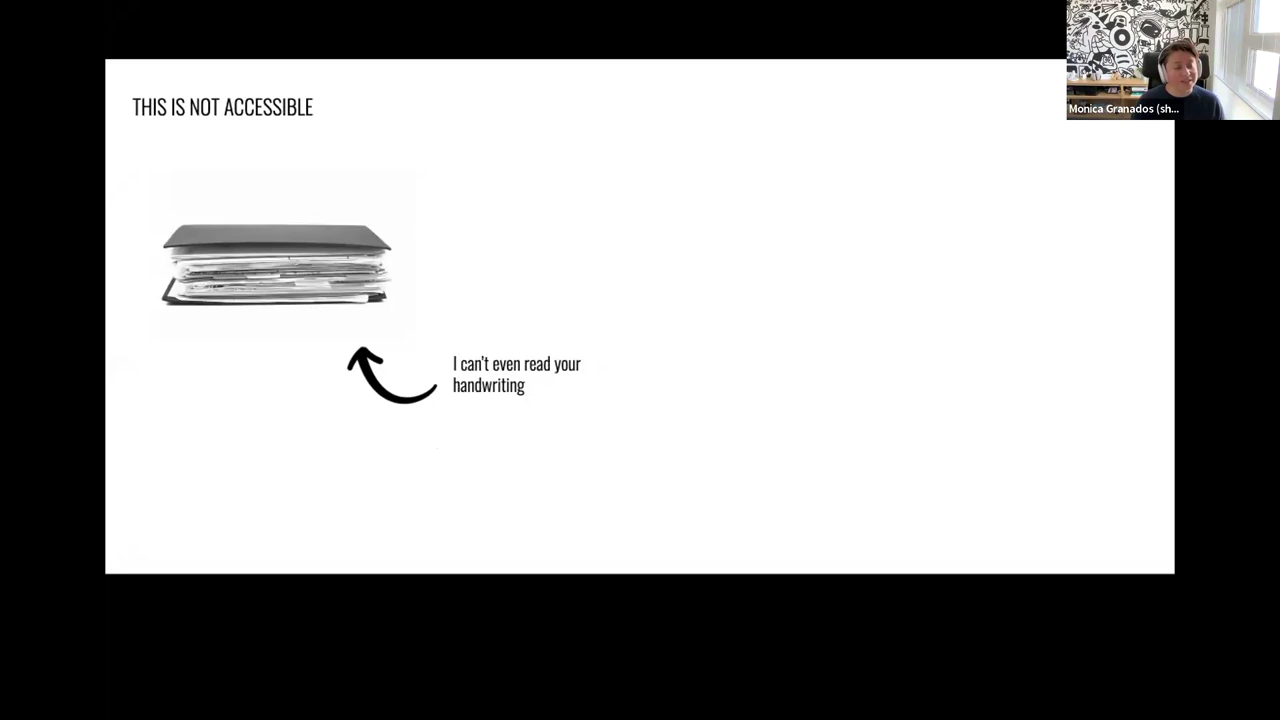 THIS IS NOT ACCESSIBLE
I can't even read your
handwriting
Monica Granados (sh...